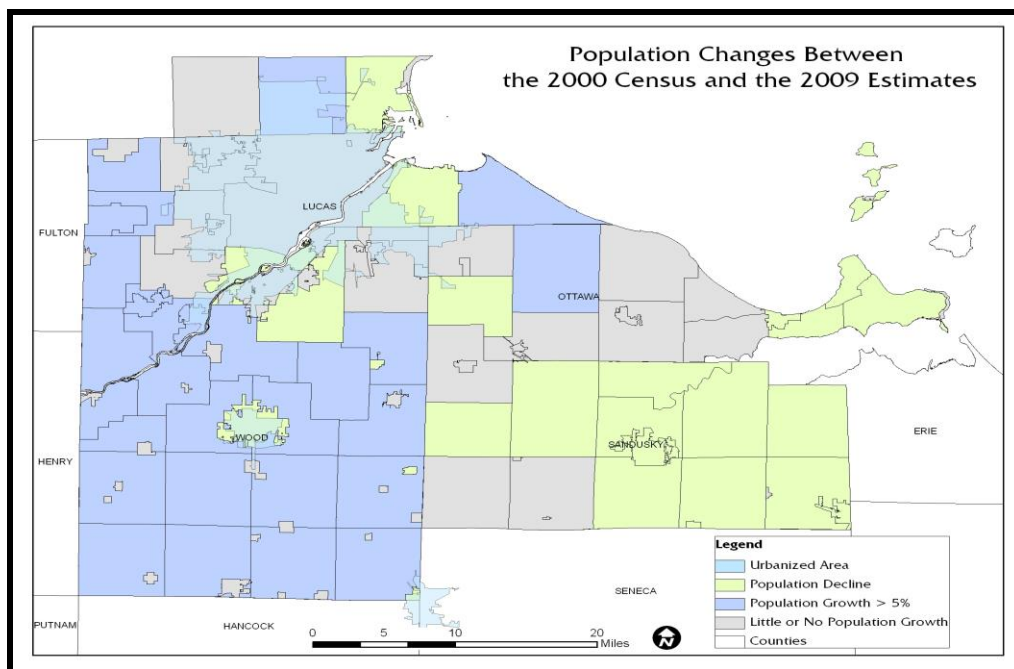 Population Changes Between
the 2000 Census and the 2009 Estimates
LUCAS
FULTON
OTTAWA
WOOD
SANDUSKY
ERIE
HENRY
Legend
Urbanized Area
Population Decline
Population Growth > 5%
Little or No Population Growth
Counties
SENECA
PUTNAM
HANCOCK
0 5 10 20
Miles
N